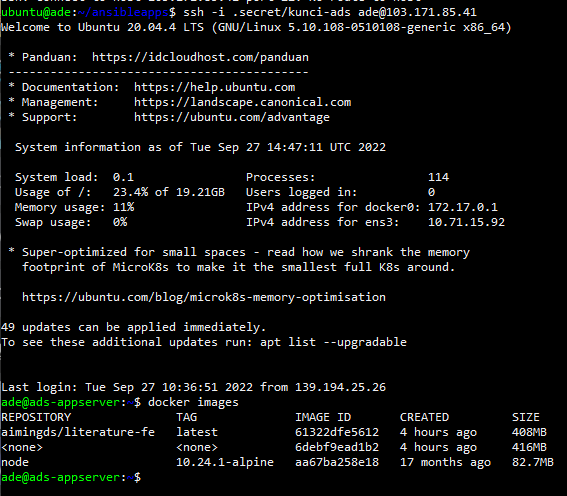 ubuntu@ade:~/ansibleapps$ ssh -i .secret/kunci-ads ade@103.171.85.41
Welcome to Ubuntu 20.04.4 LTS (GNU/Linux 5.10.108-0510108-generic x86_64)
* Panduan: https://idcloudhost.com/panduan
-----------------------------------------
* Documentation: https://help.ubuntu.com
* Management: https://landscape.canonical.com
* Support: https://ubuntu.com/advantage
System information as of Tue Sep 27 14:47:11 UTC 2022
System load: 0.1 Processes: 114
Usage of /: 23.4% of 19.21GB Users logged in: 0
Memory usage: 11% IPv4 address for docker0: 172.17.0.1
Swap usage: 0% IPv4 address for ens3: 10.71.15.92
* Super-optimized for small spaces - read how we shrank the memory
footprint of MicroK8s to make it the smallest full K8s around.
https://ubuntu.com/blog/microk8s-memory-optimisation
49 updates can be applied immediately.
To see these additional updates run: apt list --upgradable
Last login: Tue Sep 27 10:36:51 2022 from 139.194.25.26
ade@ads-appserver:~$ docker images
REPOSITORY TAG IMAGE ID CREATED SIZE
aimingds/literature-fe latest 61322dfe5612 4 hours ago 408MB
<none> <none> 6debf9ead1b2 4 hours ago 416MB
node 10.24.1-alpine aa67ba258e18 17 months ago 82.7MB
ade@ads-appserver:~$